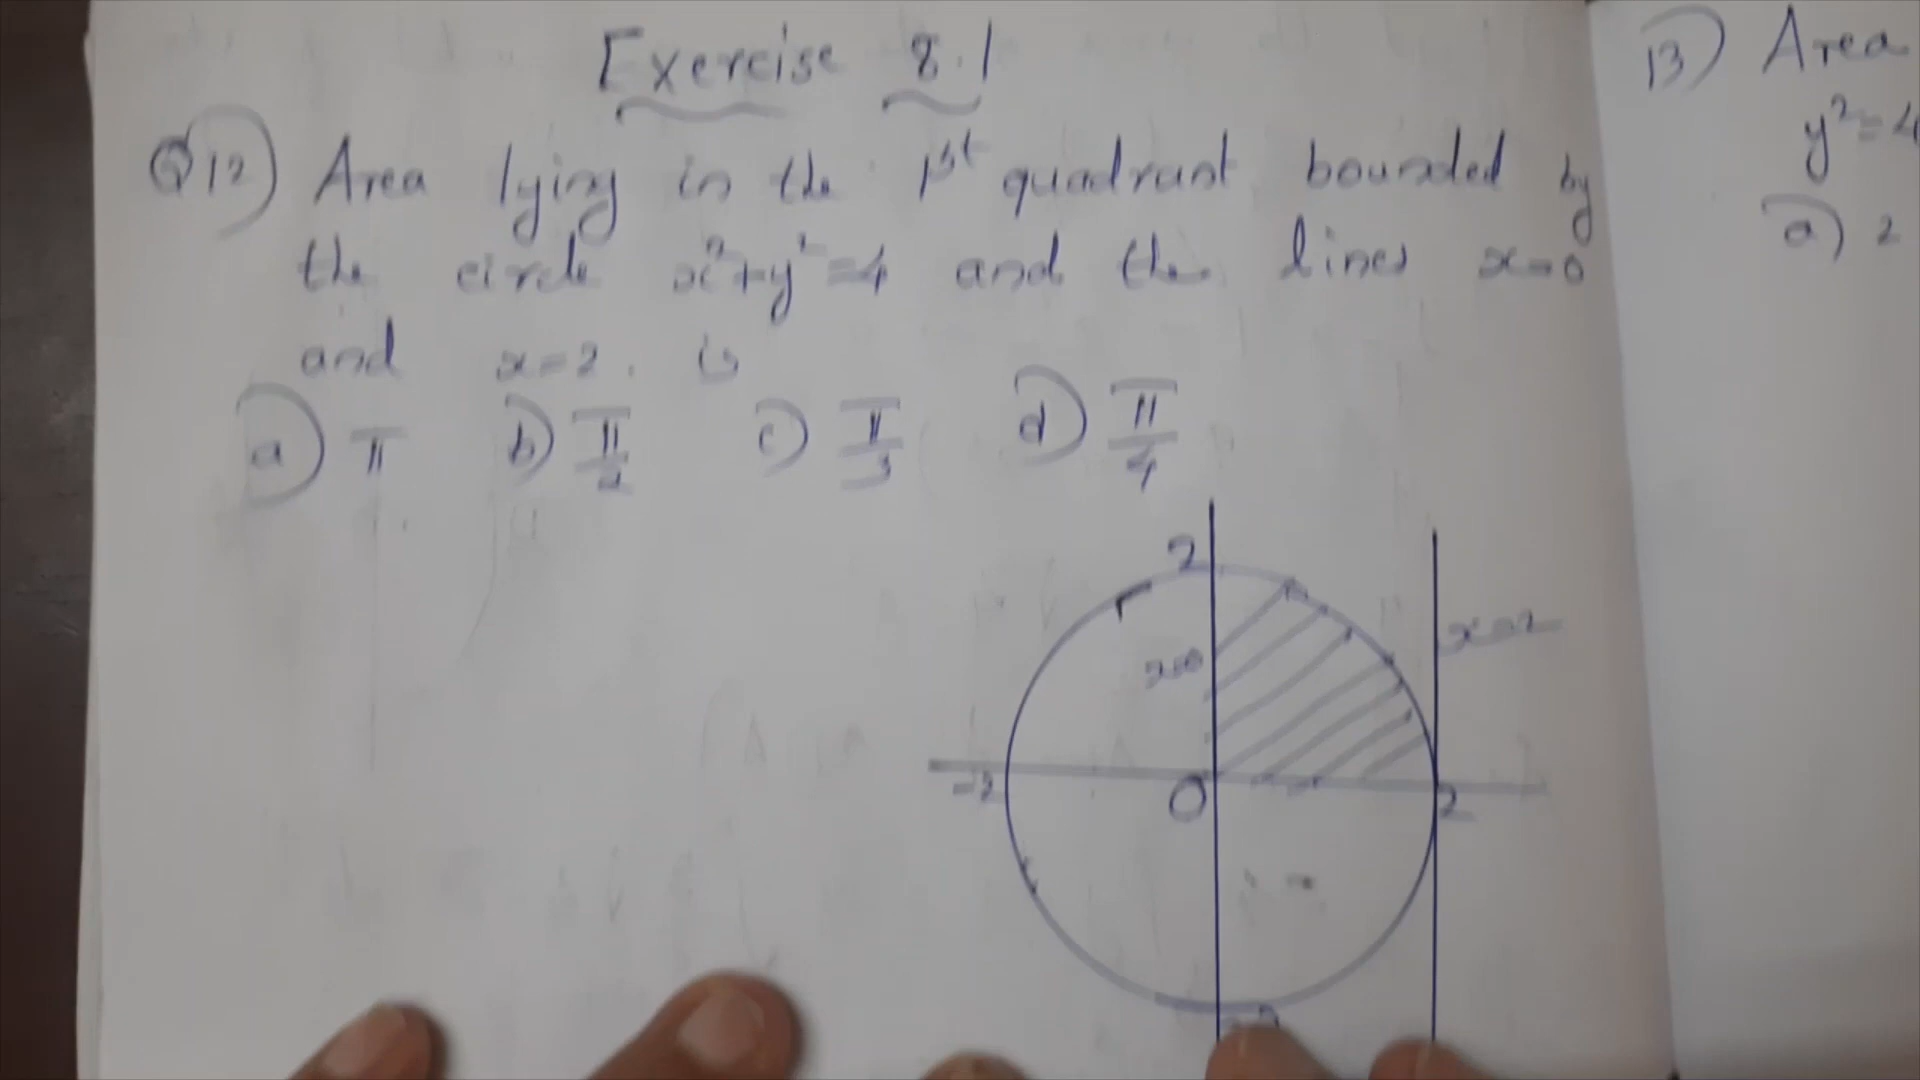 Exercise 8.1
Q12) Area lying in the 1st quadrant bounded by
the circle x²+y²=4 and the lines x=0
and x=2. is
a) π b) π/2 c) π/3 d) π/4
2
x=0
x=2
-2
O
2
-2
13) Area
y²=4
a) 2